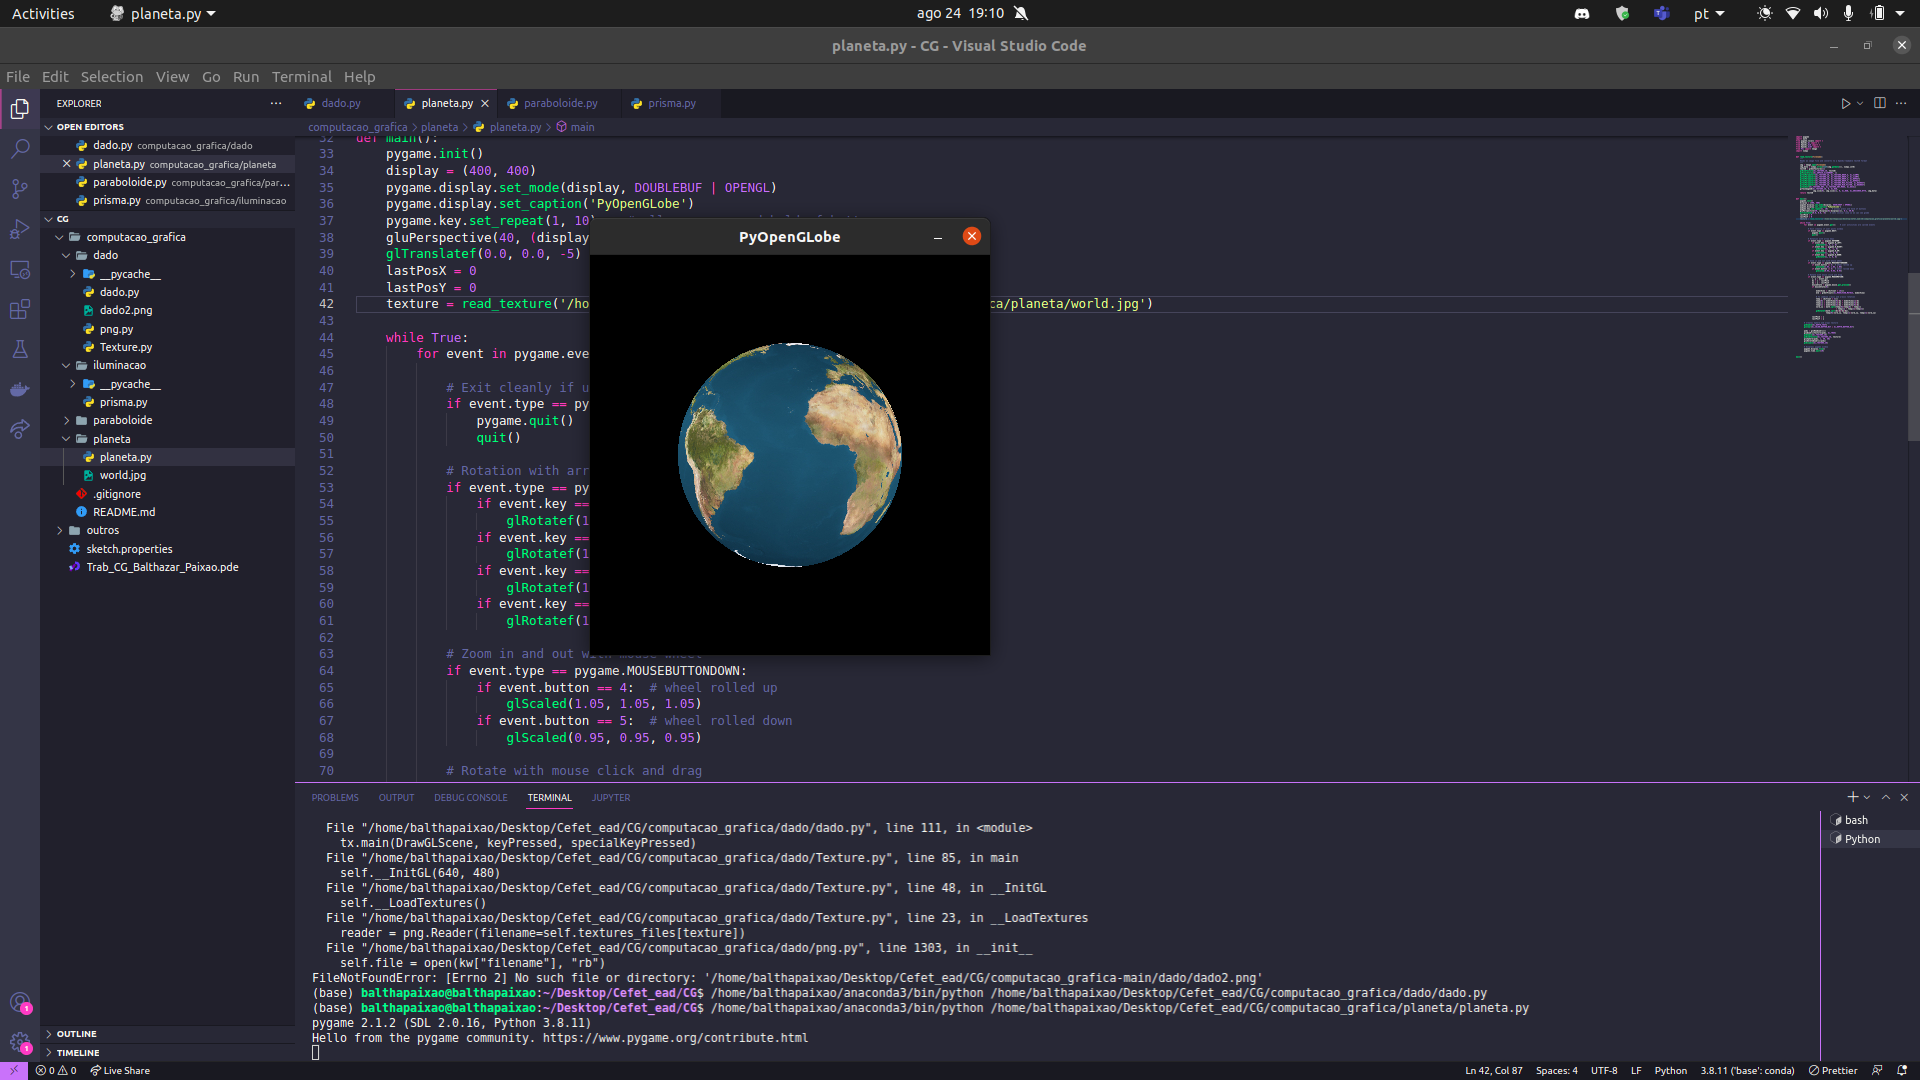 Activities
planeta.py
ago 24  19:10
pt
planeta.py - CG - Visual Studio Code
File Edit Selection View Go Run Terminal Help
EXPLORER
OPEN EDITORS
dado.py computacao_grafica/dado
planeta.py computacao_grafica/planeta
paraboloide.py computacao_grafica/par...
prisma.py computacao_grafica/iluminacao
CG
computacao_grafica
dado
__pycache__
dado.py
dado2.png
png.py
Texture.py
iluminacao
__pycache__
prisma.py
paraboloide
planeta
planeta.py
world.jpg
.gitignore
README.md
outros
sketch.properties
Trab_CG_Balthazar_Paixao.pde
OUTLINE
TIMELINE
dado.py
planeta.py
paraboloide.py
prisma.py
computacao_grafica > planeta > planeta.py > main
32 def main():
33 pygame.init()
34 display = (400, 400)
35 pygame.display.set_mode(display, DOUBLEBUF | OPENGL)
36 pygame.display.set_caption('PyOpenGLobe')
37 pygame.key.set_repeat(1, 10)
38 gluPerspective(40, (display
39 glTranslatef(0.0, 0.0, -5)
40 lastPosX = 0
41 lastPosY = 0
42 texture = read_texture('/ho ca/planeta/world.jpg')
43
44 while True:
45 for event in pygame.eve
46
47 # Exit cleanly if u
48 if event.type == py
49 pygame.quit()
50 quit()
51
52 # Rotation with arr
53 if event.type == py
54 if event.key ==
55 glRotatef(1
56 if event.key ==
57 glRotatef(1
58 if event.key ==
59 glRotatef(1
60 if event.key ==
61 glRotatef(1
62
63 # Zoom in and out with mouse wheel
64 if event.type == pygame.MOUSEBUTTONDOWN:
65 if event.button == 4:  # wheel rolled up
66 glScaled(1.05, 1.05, 1.05)
67 if event.button == 5:  # wheel rolled down
68 glScaled(0.95, 0.95, 0.95)
69
70 # Rotate with mouse click and drag
PyOpenGLobe
PROBLEMS OUTPUT DEBUG CONSOLE TERMINAL JUPYTER
File "/home/balthapaixao/Desktop/Cefet_ead/CG/computacao_grafica/dado/dado.py", line 111, in <module>
tx.main(DrawGLScene, keyPressed, specialKeyPressed)
File "/home/balthapaixao/Desktop/Cefet_ead/CG/computacao_grafica/dado/Texture.py", line 85, in main
self.__InitGL(640, 480)
File "/home/balthapaixao/Desktop/Cefet_ead/CG/computacao_grafica/dado/Texture.py", line 48, in __InitGL
self.__LoadTextures()
File "/home/balthapaixao/Desktop/Cefet_ead/CG/computacao_grafica/dado/Texture.py", line 23, in __LoadTextures
reader = png.Reader(filename=self.textures_files[texture])
File "/home/balthapaixao/Desktop/Cefet_ead/CG/computacao_grafica/dado/png.py", line 1303, in __init__
self.file = open(kw["filename"], "rb")
FileNotFoundError: [Errno 2] No such file or directory: '/home/balthapaixao/Desktop/Cefet_ead/CG/computacao_grafica-main/dado/dado2.png'
(base) balthapaixao@balthapaixao:~/Desktop/Cefet_ead/CG$ /home/balthapaixao/anaconda3/bin/python /home/balthapaixao/Desktop/Cefet_ead/CG/computacao_grafica/dado/dado.py
(base) balthapaixao@balthapaixao:~/Desktop/Cefet_ead/CG$ /home/balthapaixao/anaconda3/bin/python /home/balthapaixao/Desktop/Cefet_ead/CG/computacao_grafica/planeta/planeta.py
pygame 2.1.2 (SDL 2.0.16, Python 3.8.11)
Hello from the pygame community. https://www.pygame.org/contribute.html
bash
Python
1
1
0 0 Live Share
Ln 42, Col 87 Spaces: 4 UTF-8 LF Python 3.8.11 ('base': conda) Prettier